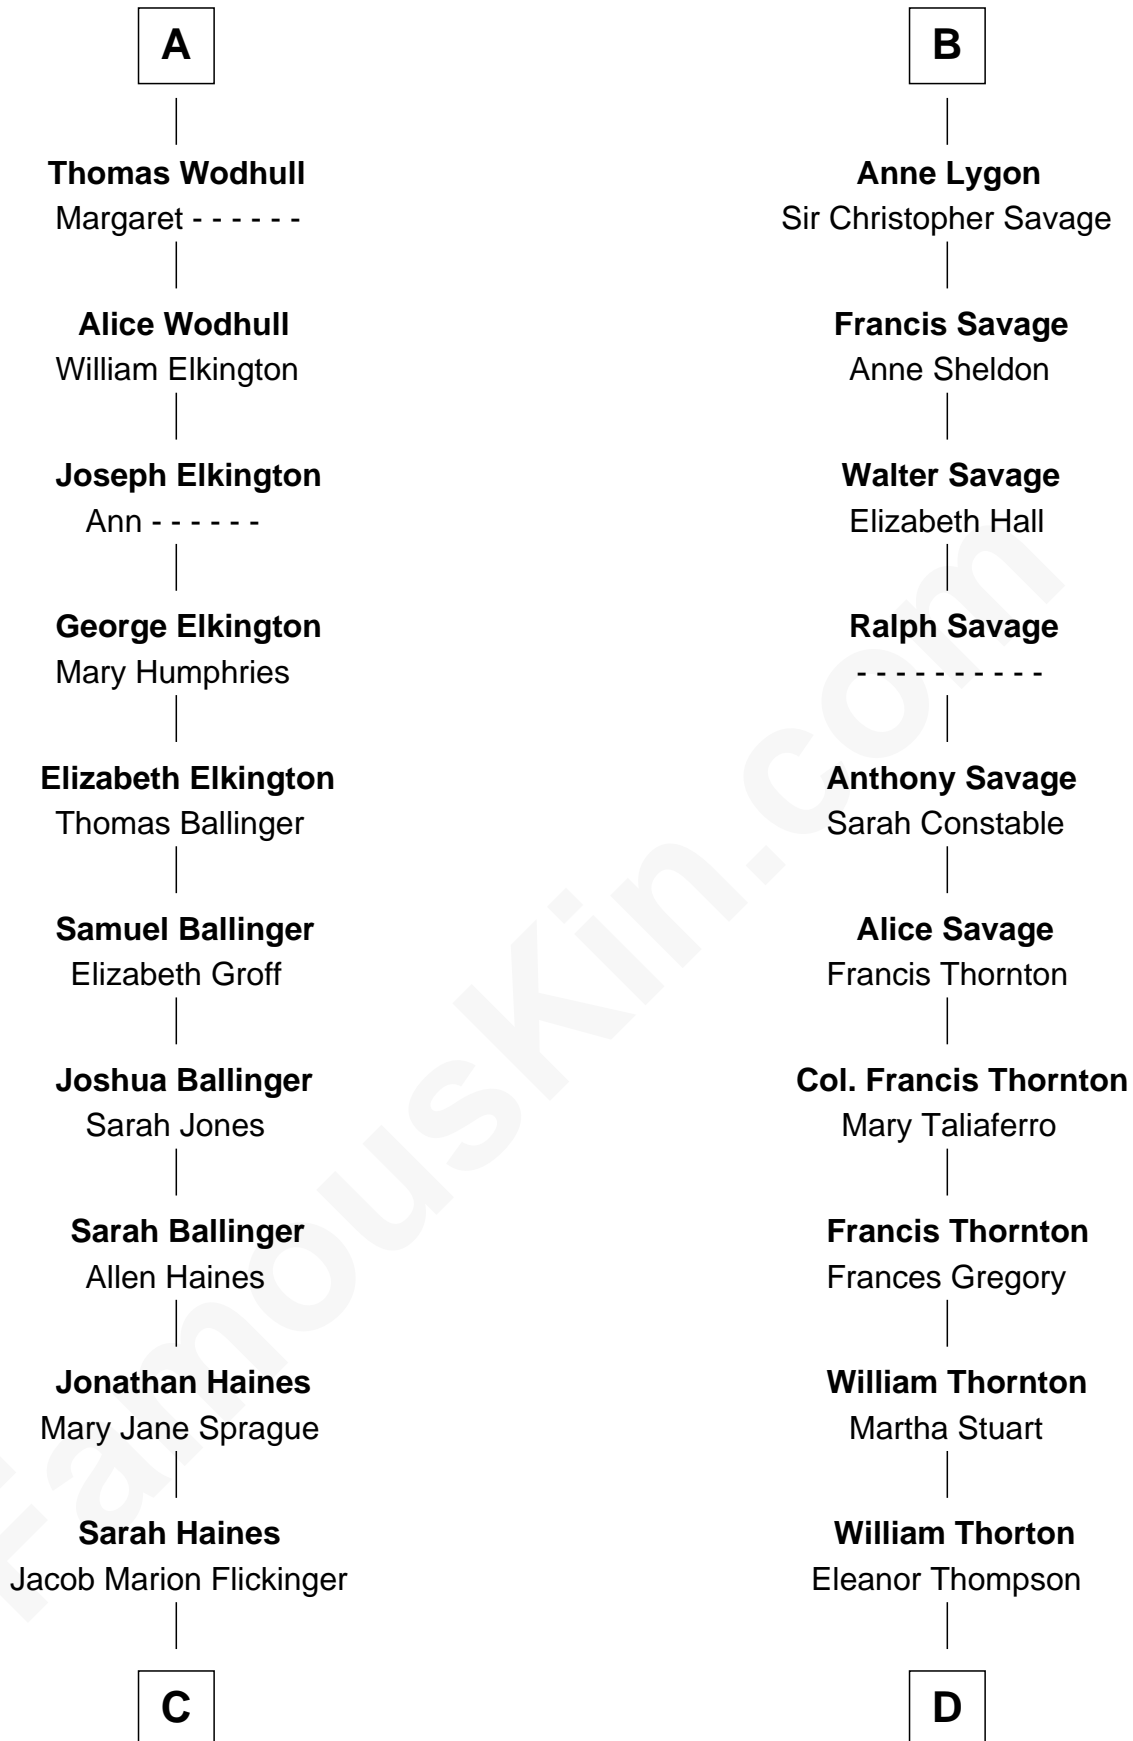 A
Thomas Wodhull
Margaret - - - - - -
Alice Wodhull
William Elkington
Joseph Elkington
Ann - - - - - -
George Elkington
Mary Humphries
Elizabeth Elkington
Thomas Ballinger
Samuel Ballinger
Elizabeth Groff
Joshua Ballinger
Sarah Jones
Sarah Ballinger
Allen Haines
Jonathan Haines
Mary Jane Sprague
Sarah Haines
Jacob Marion Flickinger
C
B
Anne Lygon
Sir Christopher Savage
Francis Savage
Anne Sheldon
Walter Savage
Elizabeth Hall
Ralph Savage
- - - - - - - - - -
Anthony Savage
Sarah Constable
Alice Savage
Francis Thornton
Col. Francis Thornton
Mary Taliaferro
Francis Thornton
Frances Gregory
William Thornton
Martha Stuart
William Thorton
Eleanor Thompson
D
FamousKin.com